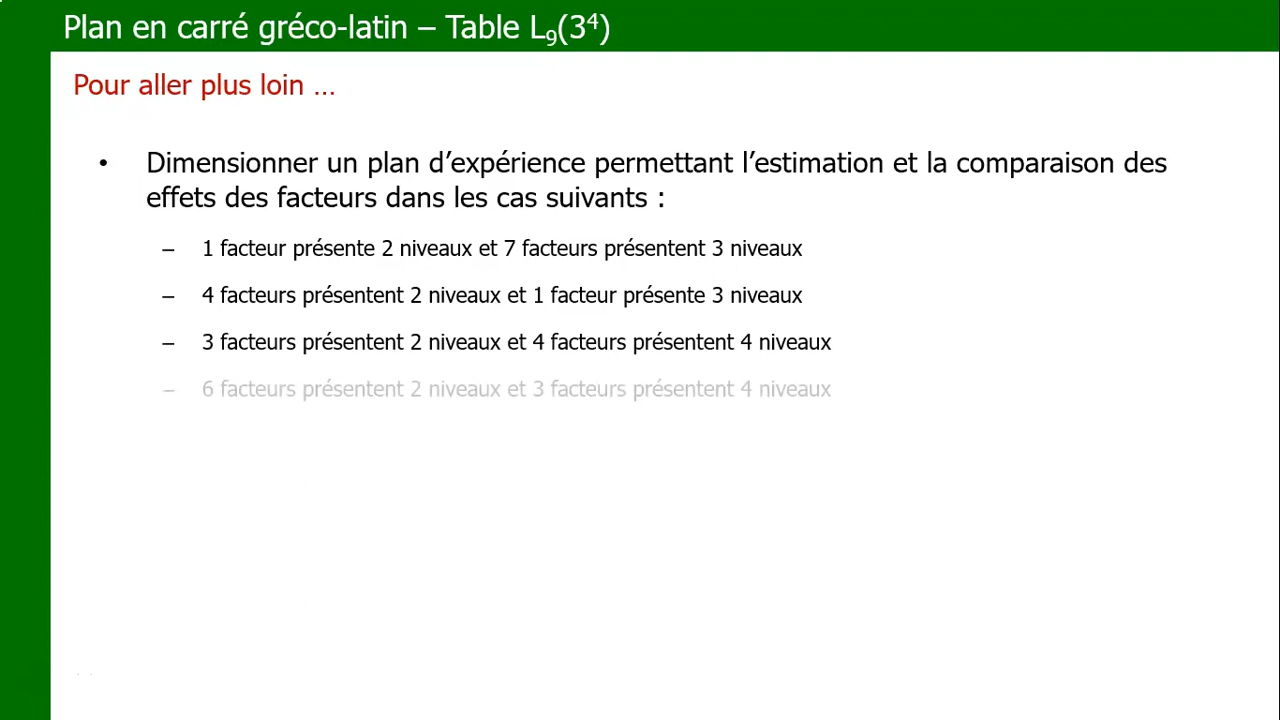 Plan en carré gréco-latin – Table L₉(3⁴)
Pour aller plus loin ...
• Dimensionner un plan d’expérience permettant l’estimation et la comparaison des
effets des facteurs dans les cas suivants :
– 1 facteur présente 2 niveaux et 7 facteurs présentent 3 niveaux
– 4 facteurs présentent 2 niveaux et 1 facteur présente 3 niveaux
– 3 facteurs présentent 2 niveaux et 4 facteurs présentent 4 niveaux
– 6 facteurs présentent 2 niveaux et 3 facteurs présentent 4 niveaux